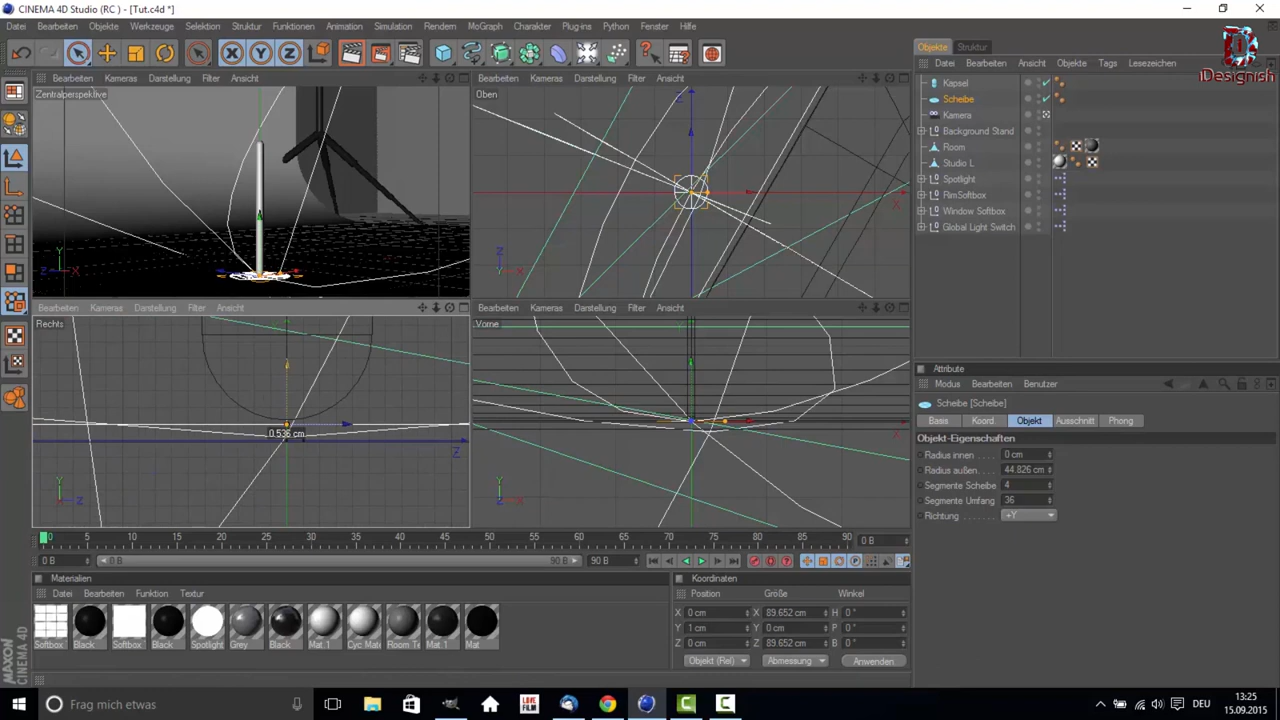 CINEMA 4D Studio (RC) - [Tut.c4d *]
Datei Bearbeiten Objekte Werkzeuge Selektion Struktur Funktionen Animation Simulation Rendern MoGraph Charakter Plug-ins Python Fenster Hilfe
X Y Z
Objekte Struktur
iDesignish
Datei Bearbeiten Ansicht Objekte Tags Lesezeichen
Bearbeiten Kameras Darstellung Filter Ansicht
Bearbeiten Kameras Darstellung Filter Ansicht
Zentralperspektive
Oben
Kapsel
Scheibe
Kamera
Background Stand
Room
Studio L
Spotlight
RimSoftbox
Window Softbox
Global Light Switch
Bearbeiten Kameras Darstellung Filter Ansicht
Bearbeiten Kameras Darstellung Filter Ansicht
Rechts
Vorne
0.536 cm
Attribute
Modus Bearbeiten Benutzer
Scheibe [Scheibe]
Basis Koord. Objekt Ausschnitt Phong
Objekt-Eigenschaften
Radius innen 0 cm
Radius außen 44.826 cm
Segmente Scheibe 4
Segmente Umfang 36
Richtung +Y
0 5 10 15 20 25 30 35 40 45 50 55 60 65 70 75 80 85 90 0 B
0 B 0 B 90 B 90 B
Materialien
Datei Bearbeiten Funktion Textur
Softbox Black Softbox Black Spotlight Grey Black Mat.1 Cyc Mate Room Te Mat.1 Mat
Koordinaten
Position Größe Winkel
X 0 cm X 89.652 cm H 0 °
Y 1 cm Y 0 cm P 0 °
Z 0 cm Z 89.652 cm B 0 °
Objekt (Rel) Abmessung Anwenden
MAXON CINEMA 4D
Frag mich etwas
LOVE FILM
DEU
13:25
15.09.2015